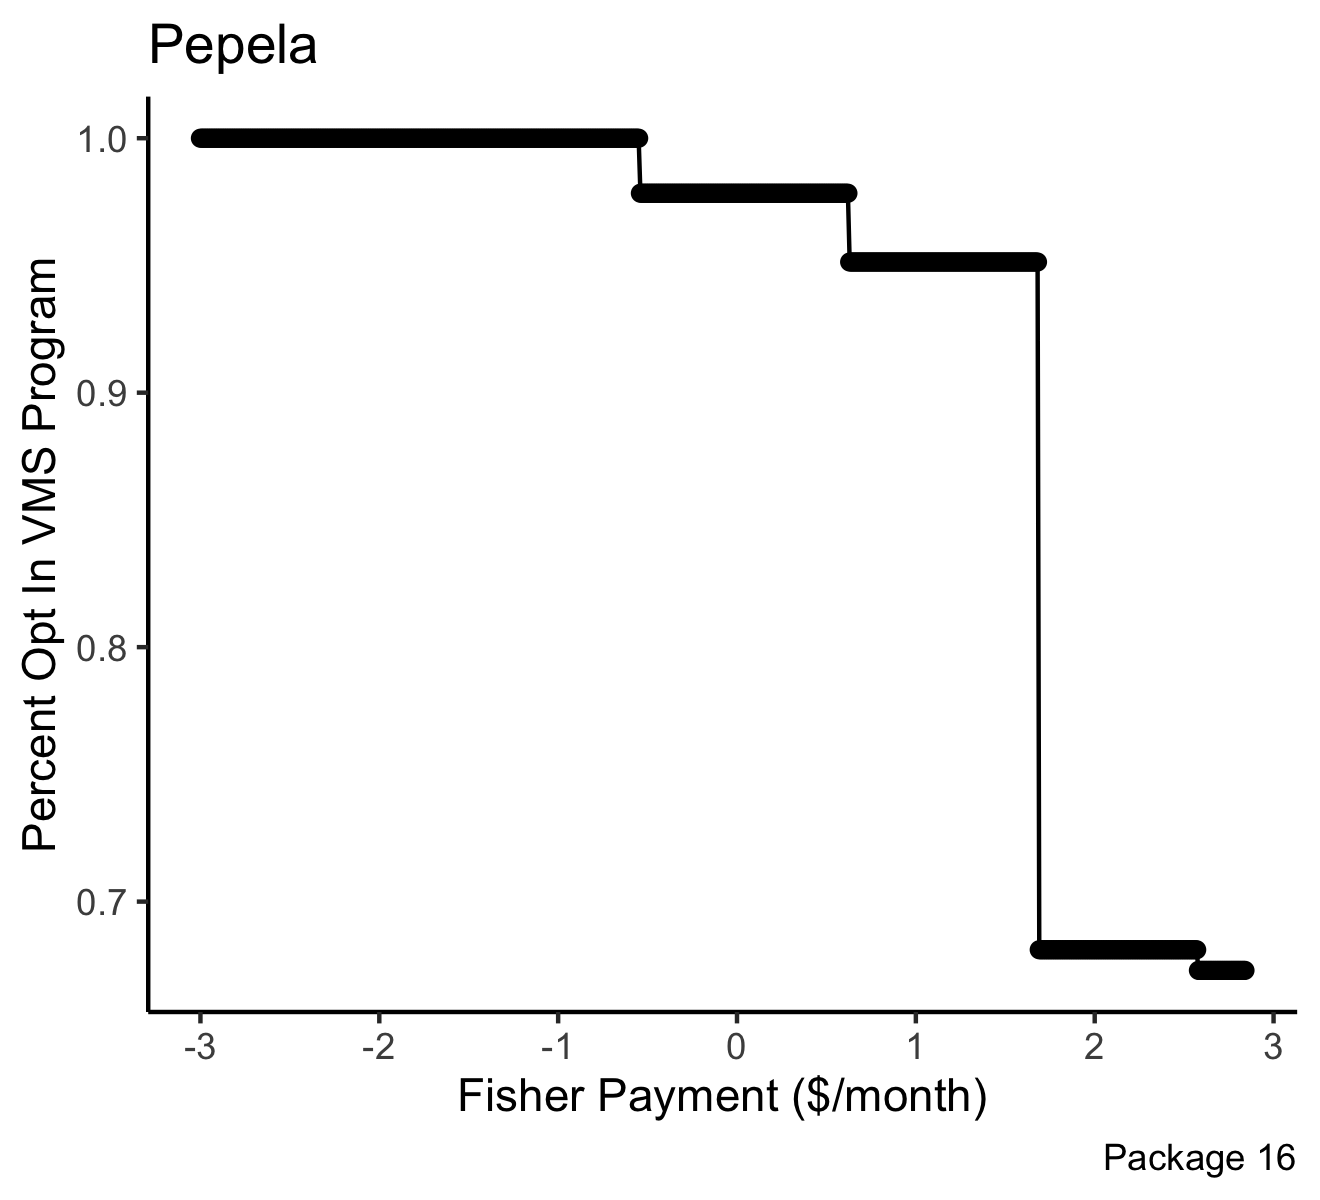 Pepela
Percent Opt In VMS Program
1.0
0.9
0.8
0.7
-3 -2 -1 0 1 2 3
Fisher Payment ($/month)
Package 16